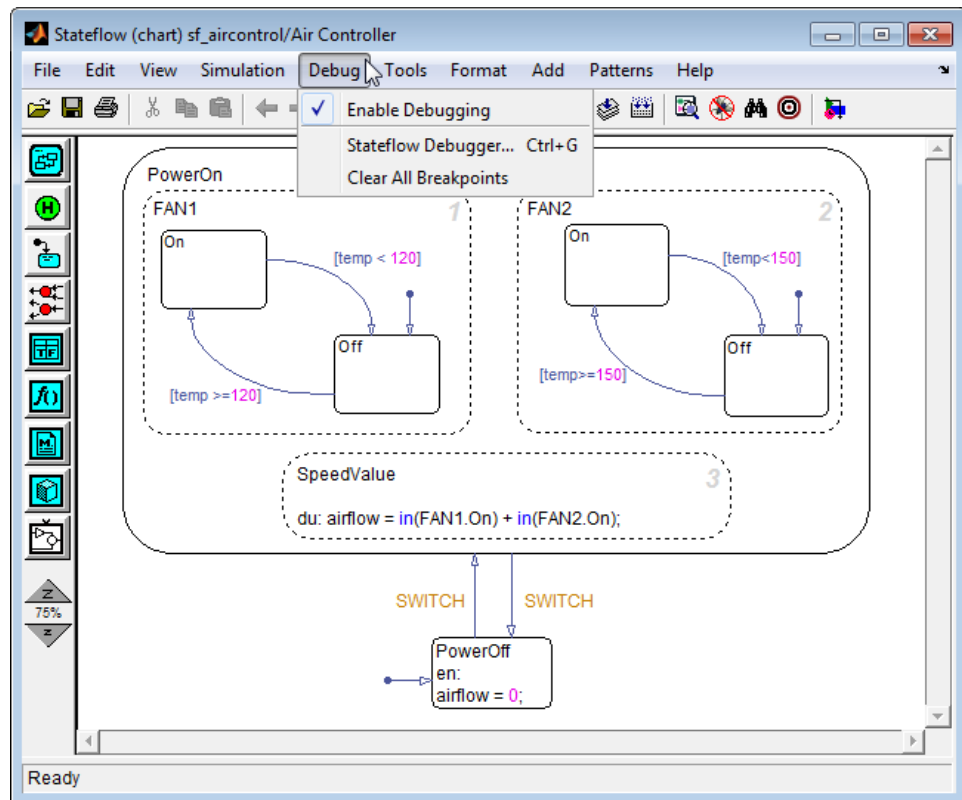 Stateflow (chart) sf_aircontrol/Air Controller
File Edit View Simulation Debug Tools Format Add Patterns Help
✓ Enable Debugging
Stateflow Debugger... Ctrl+G
Clear All Breakpoints
PowerOn
FAN1 1 FAN2 2
On On
[temp < 120] [temp<150]
Off Off
[temp >=120] [temp>=150]
SpeedValue 3
du: airflow = in(FAN1.On) + in(FAN2.On);
SWITCH SWITCH
PowerOff
en:
airflow = 0;
H
TF
f()
M
Z
75%
z
Ready